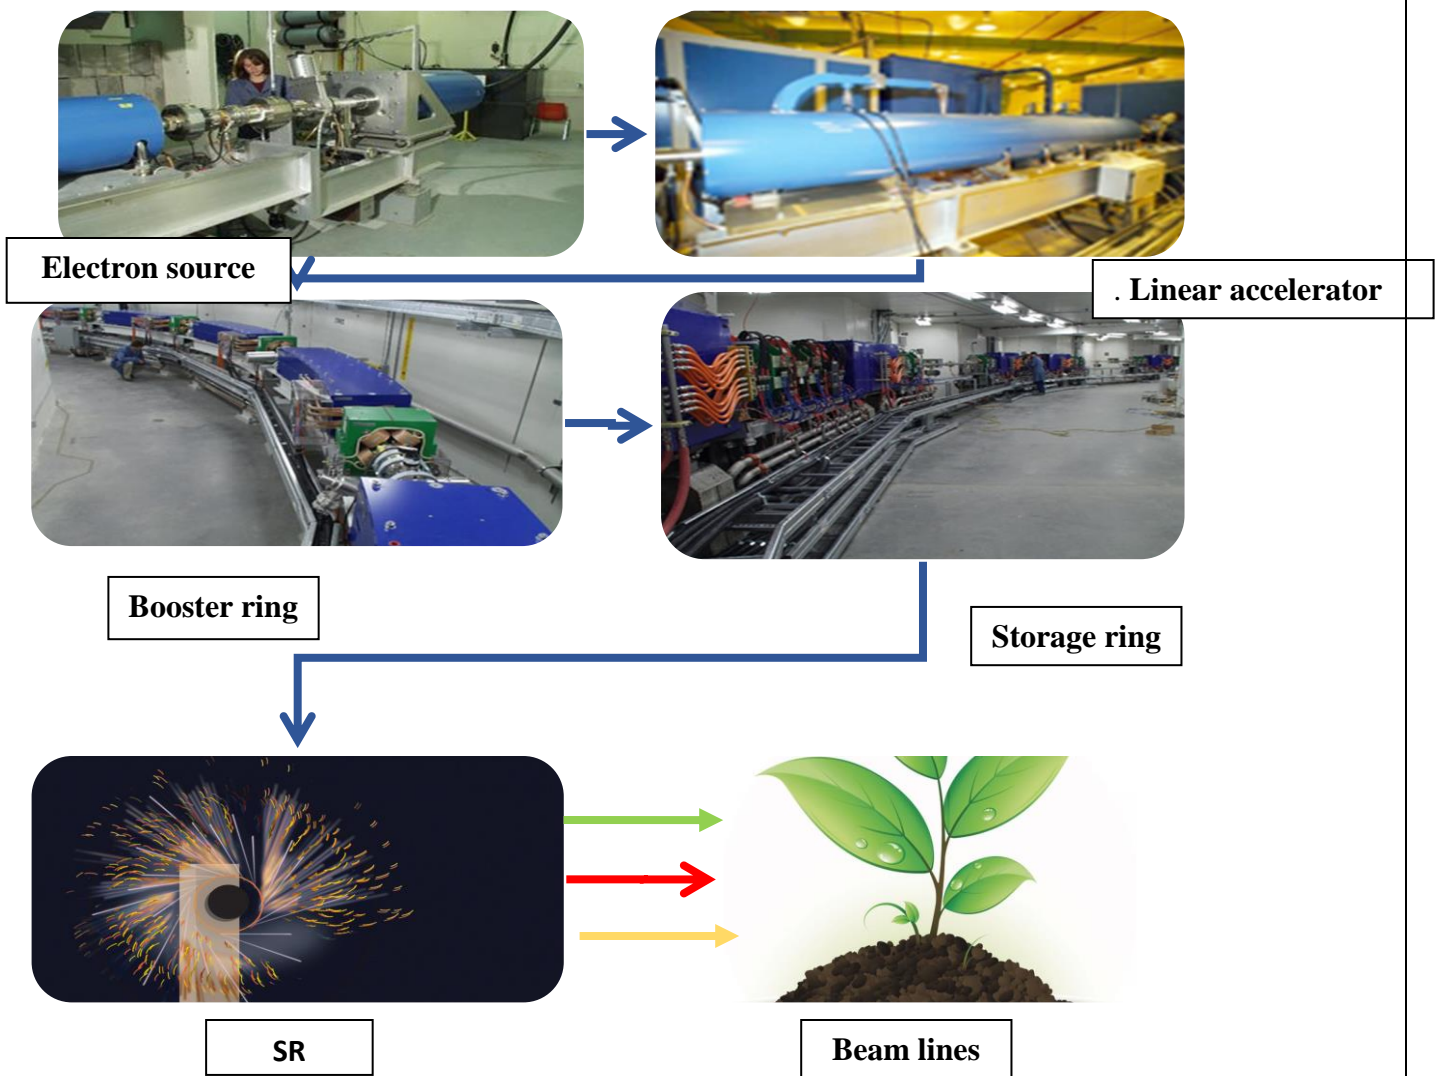 Electron source
. Linear accelerator
Booster ring
Storage ring
SR
Beam lines